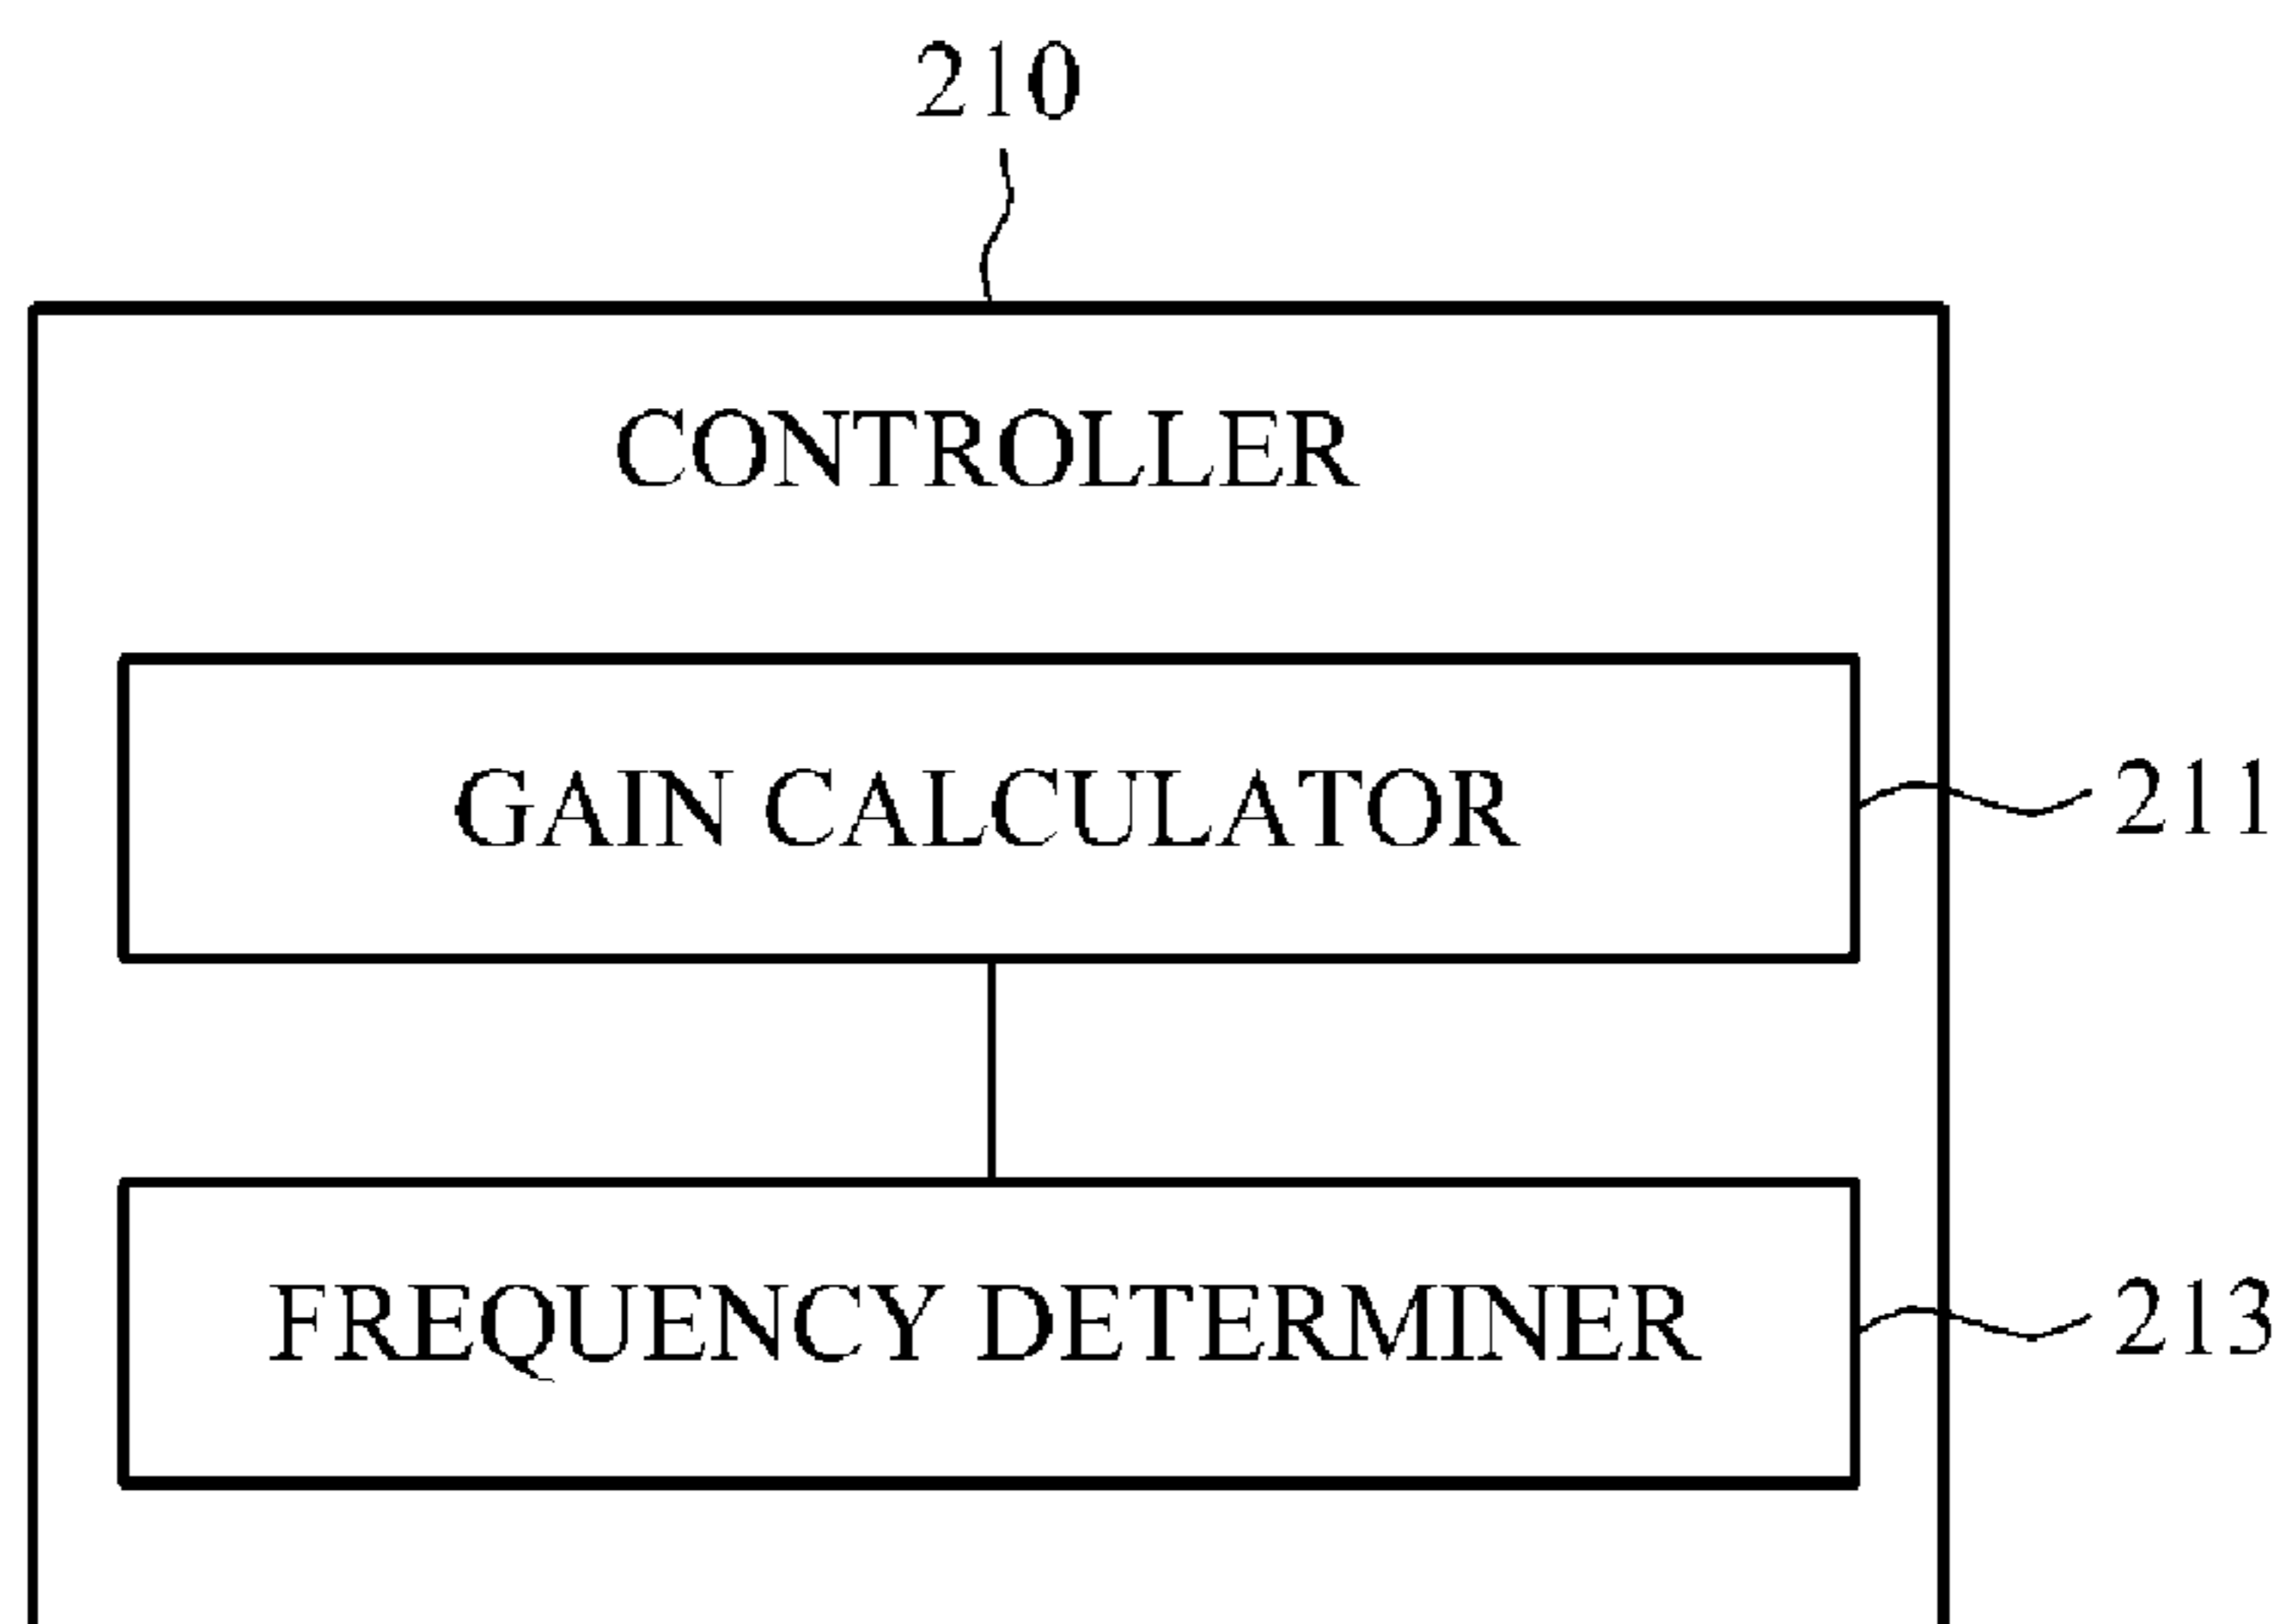 210
CONTROLLER
GAIN CALCULATOR
211
FREQUENCY DETERMINER
213